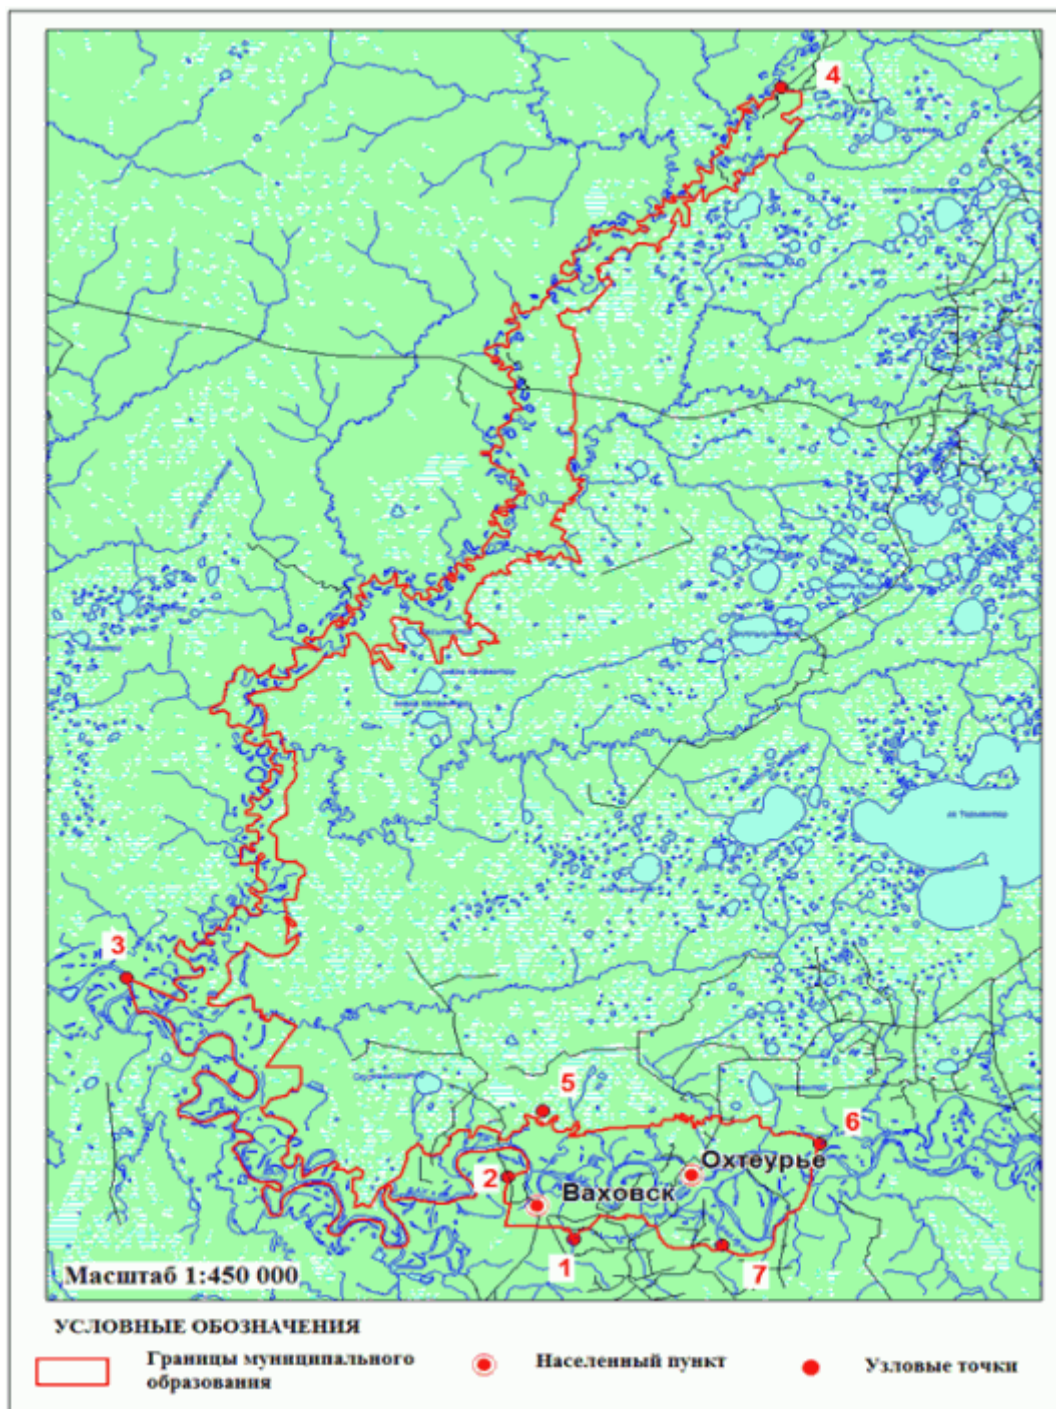 4
3
5
6
Охтеурье
2
Ваховск
1
7
Масштаб 1:450 000
УСЛОВНЫЕ ОБОЗНАЧЕНИЯ
Границы муниципального
образования
Населенный пункт
Узловые точки